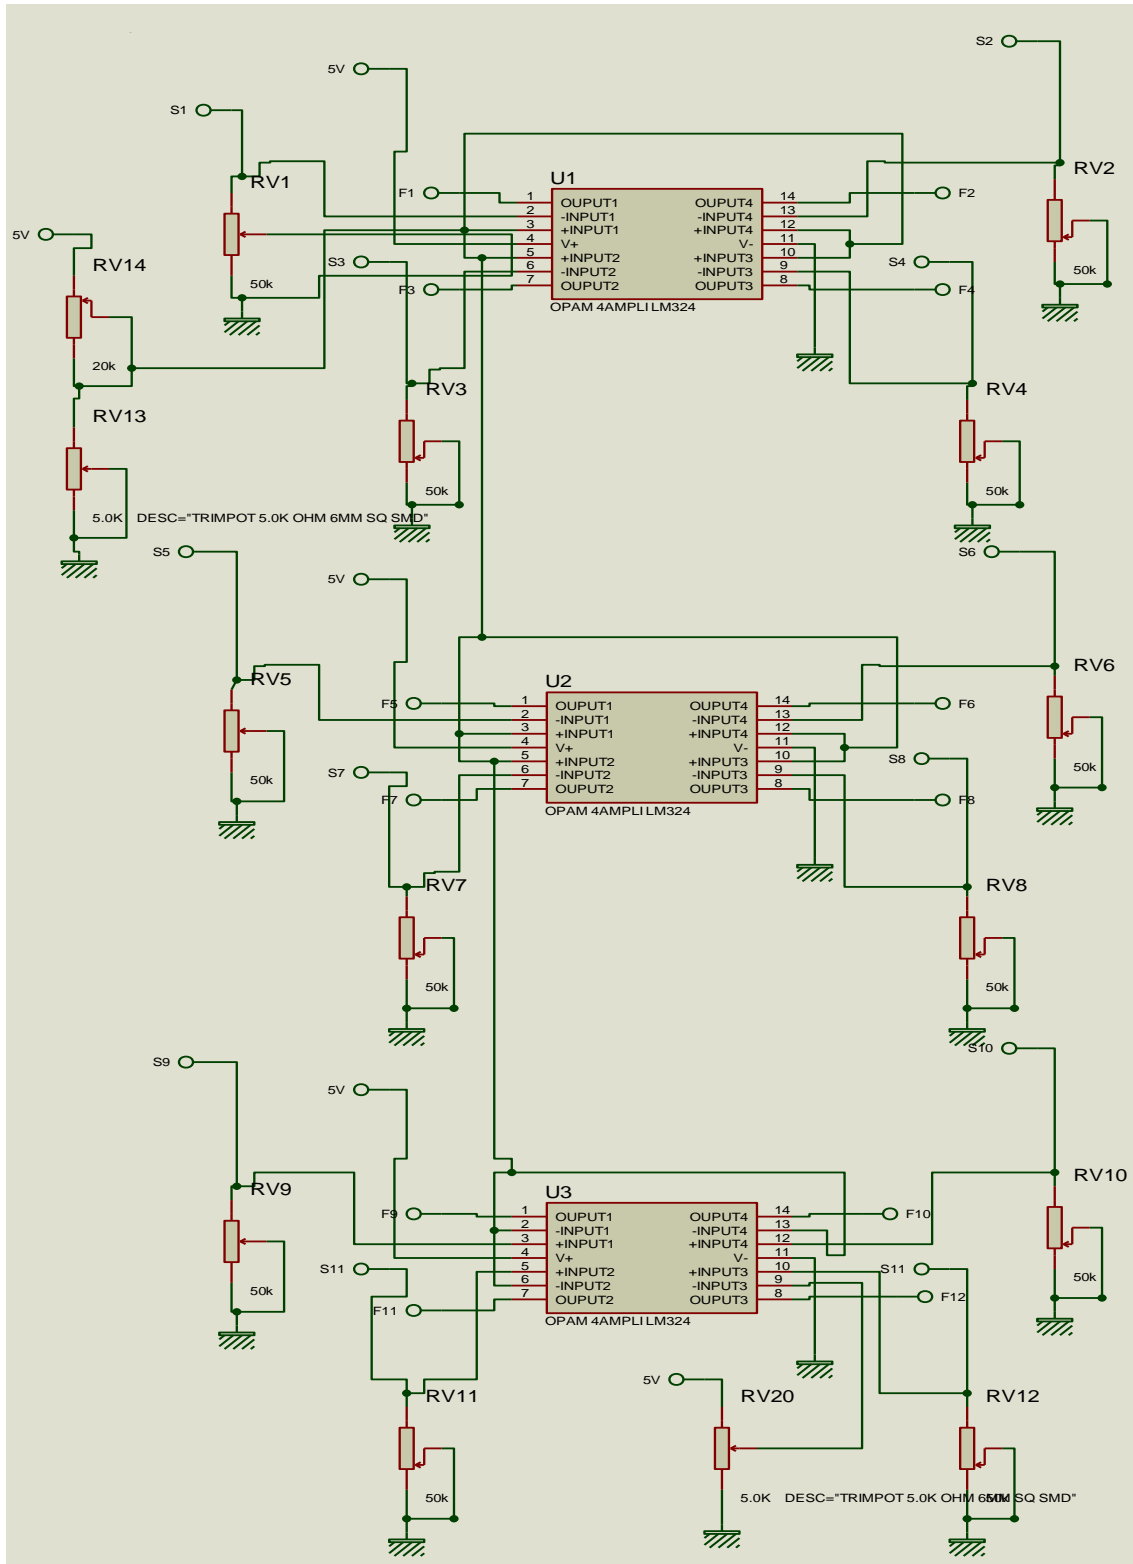 S2
5V
S1
RV1
U1
RV2
F1
1 OUPUT1 OUPUT4 14
F2
2 -INPUT1 -INPUT4 13
3 +INPUT1 +INPUT4 12
5V
4 V+ V- 11
S3
5 +INPUT2 +INPUT3 10
S4
RV14
6 -INPUT2 -INPUT3 9
50k
50k
F3
7 OUPUT2 OUPUT3 8
F4
OPAM 4AMPLI LM324
20k
RV3
RV4
RV13
50k
50k
5.0K DESC="TRIMPOT 5.0K OHM 6MM SQ SMD"
S5
S6
5V
RV5
U2
RV6
F5
1 OUPUT1 OUPUT4 14
F6
2 -INPUT1 -INPUT4 13
3 +INPUT1 +INPUT4 12
4 V+ V- 11
5 +INPUT2 +INPUT3 10
S8
S7
6 -INPUT2 -INPUT3 9
50k
50k
7 OUPUT2 OUPUT3 8
F7
F8
OPAM 4AMPLI LM324
RV7
RV8
50k
50k
S9
S10
5V
RV9
U3
RV10
F9
1 OUPUT1 OUPUT4 14
F10
2 -INPUT1 -INPUT4 13
3 +INPUT1 +INPUT4 12
4 V+ V- 11
S11
5 +INPUT2 +INPUT3 10
S11
6 -INPUT2 -INPUT3 9
50k
50k
7 OUPUT2 OUPUT3 8
F11
F12
OPAM 4AMPLI LM324
5V
RV11
RV20
RV12
50k
5.0K DESC="TRIMPOT 5.0K OHM 6MM SQ SMD"
50k